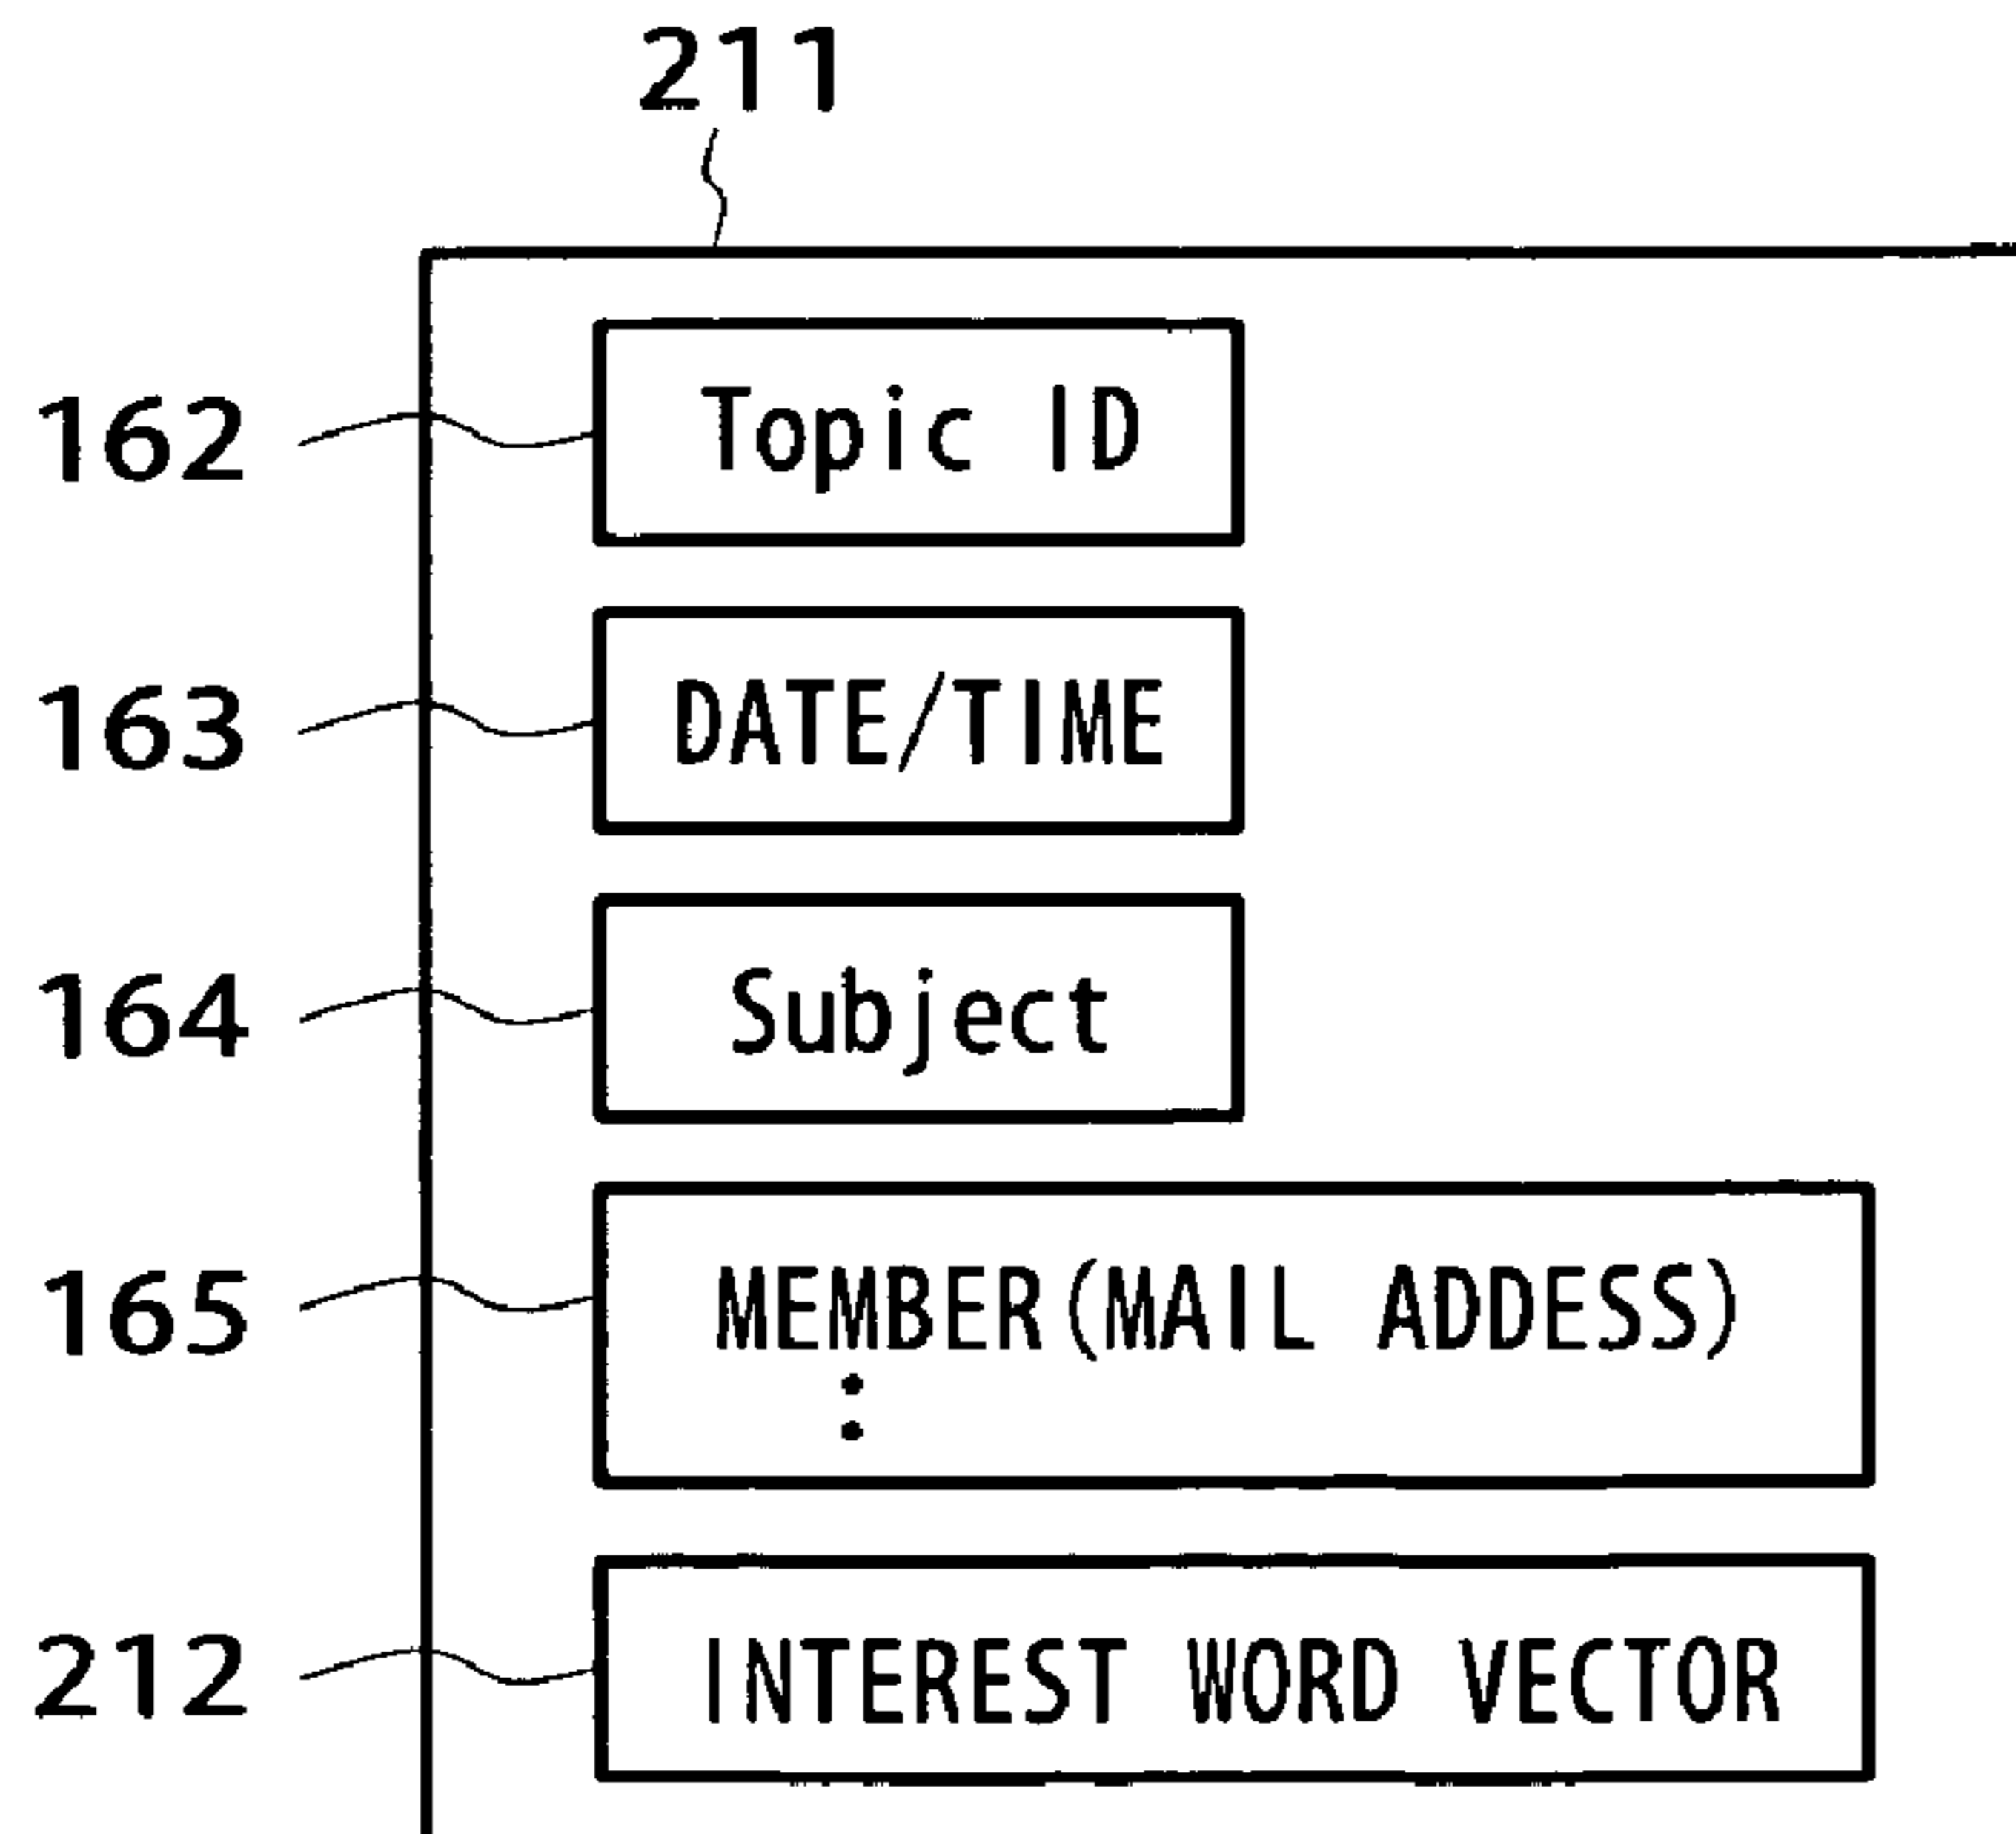 211
162 Topic ID
163 DATE/TIME
164 Subject
165 MEMBER(MAIL ADDESS)
:
212 INTEREST WORD VECTOR